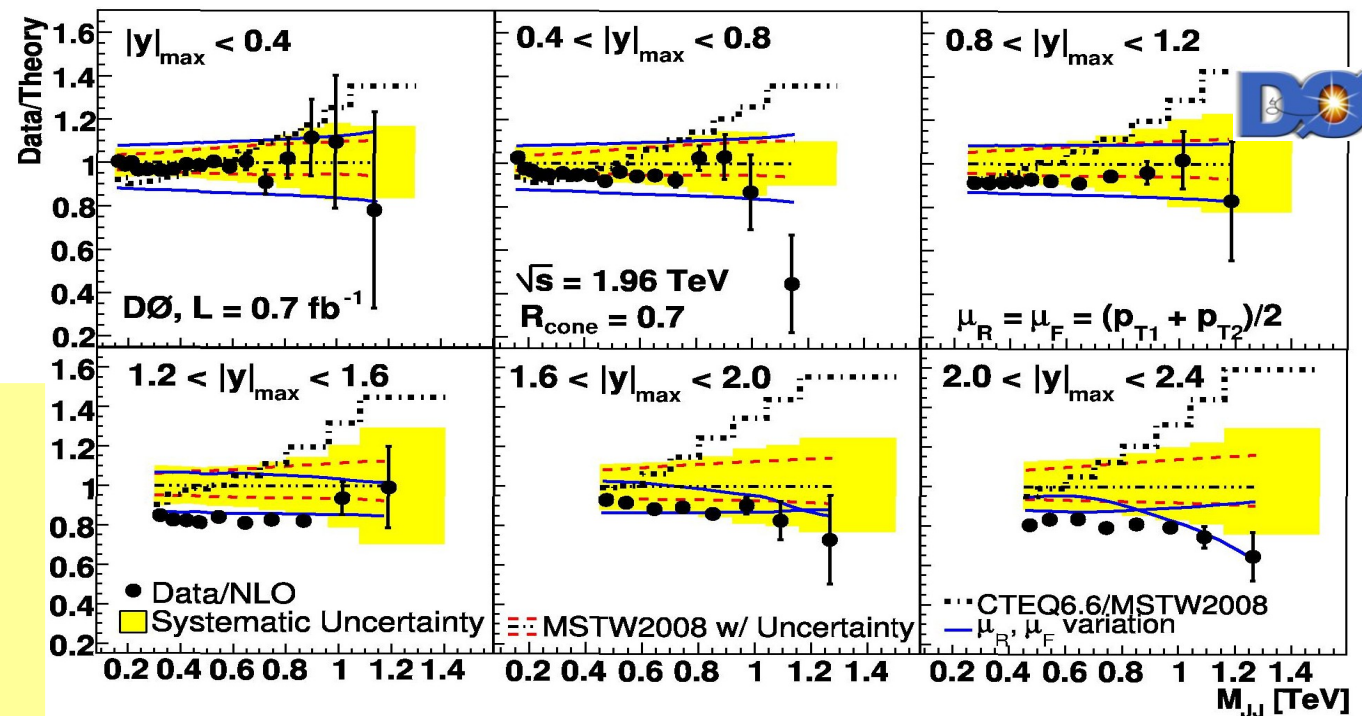 Data/Theory
1.6
1.4
1.2
1
0.8
0.6
0.4
0.2
|y|max < 0.4
DØ, L = 0.7 fb-1
0.4 < |y|max < 0.8
√s = 1.96 TeV
Rcone = 0.7
0.8 < |y|max < 1.2
μR = μF = (pT1 + pT2)/2
DØ
1.6
1.4
1.2
1
0.8
0.6
0.4
0.2
1.2 < |y|max < 1.6
Data/NLO
Systematic Uncertainty
1.6 < |y|max < 2.0
MSTW2008 w/ Uncertainty
2.0 < |y|max < 2.4
CTEQ6.6/MSTW2008
μR, μF variation
0.2 0.4 0.6 0.8 1 1.2 1.4 0.2 0.4 0.6 0.8 1 1.2 1.4 0.2 0.4 0.6 0.8 1 1.2 1.4
MJJ [TeV]